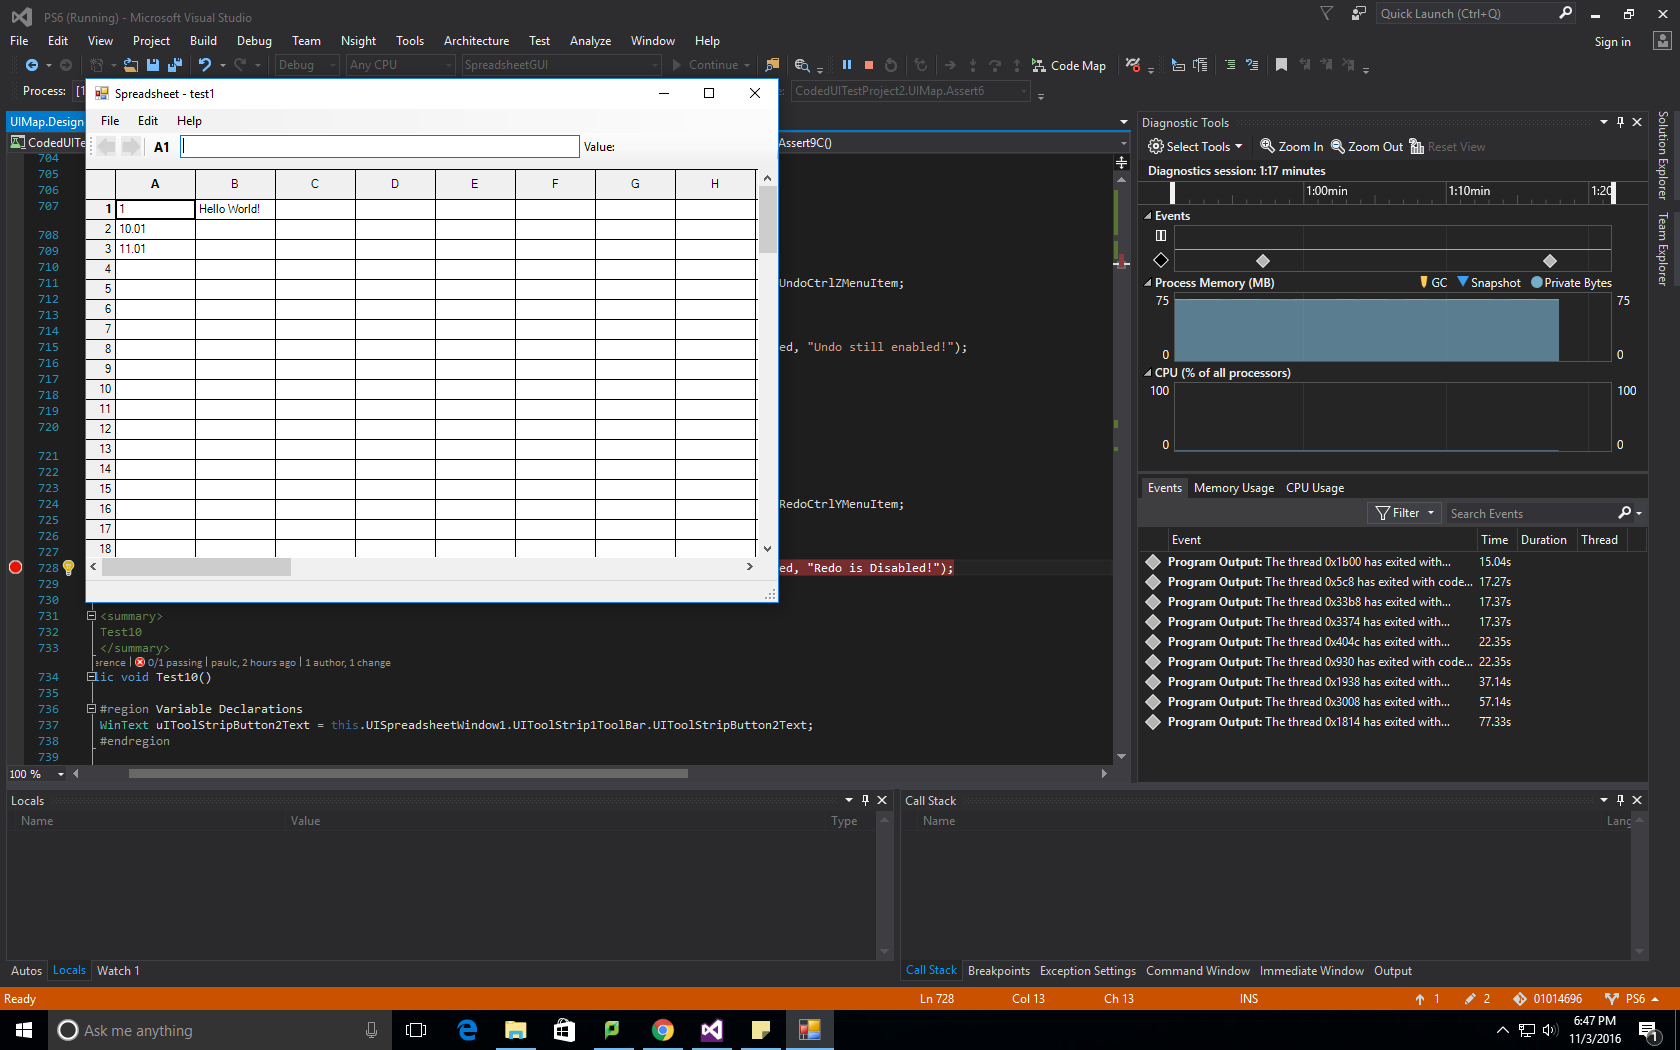 PS6 (Running) - Microsoft Visual Studio
Quick Launch (Ctrl+Q)
File Edit View Project Build Debug Team Nsight Tools Architecture Test Analyze Window Help
Sign in
Debug Any CPU SpreadsheetGUI Continue Code Map
Process: [1
CodedUITestProject2.UIMap.Assert6
Spreadsheet - test1
File Edit Help
A1 Value:
A B C D E F G H
1 1 Hello World!
2 10.01
3 11.01
4
5
6
7
8
9
10
11
12
13
14
15
16
17
18
UIMap.Design
CodedUITe
Assert9C()
704
705
706
707
708
709
710
711 UndoCtrlZMenuItem;
712
713
714
715 ed, "Undo still enabled!");
716
717
718
719
720
721
722
723
724 RedoCtrlYMenuItem;
725
726
727
728 ed, "Redo is Disabled!");
729
730
731 <summary>
732 Test10
733 </summary>
erence | 0/1 passing | paulc, 2 hours ago | 1 author, 1 change
734 lic void Test10()
735
736 #region Variable Declarations
737 WinText uIToolStripButton2Text = this.UISpreadsheetWindow1.UIToolStrip1ToolBar.UIToolStripButton2Text;
738 #endregion
739
100 %
Diagnostic Tools
Select Tools Zoom In Zoom Out Reset View
Diagnostics session: 1:17 minutes
1:00min 1:10min 1:20
Events
Process Memory (MB) GC Snapshot Private Bytes
75 75
0 0
CPU (% of all processors)
100 100
0 0
Events Memory Usage CPU Usage
Filter Search Events
Event Time Duration Thread
Program Output: The thread 0x1b00 has exited with... 15.04s
Program Output: The thread 0x5c8 has exited with code... 17.27s
Program Output: The thread 0x33b8 has exited with... 17.37s
Program Output: The thread 0x3374 has exited with... 17.37s
Program Output: The thread 0x404c has exited with... 22.35s
Program Output: The thread 0x930 has exited with code... 22.35s
Program Output: The thread 0x1938 has exited with... 37.14s
Program Output: The thread 0x3008 has exited with... 57.14s
Program Output: The thread 0x1814 has exited with... 77.33s
Solution Explorer
Team Explorer
Locals
Name Value Type
Autos Locals Watch 1
Call Stack
Name Lang
Call Stack Breakpoints Exception Settings Command Window Immediate Window Output
Ready Ln 728 Col 13 Ch 13 INS 1 2 01014696 PS6
Ask me anything
6:47 PM
11/3/2016
1